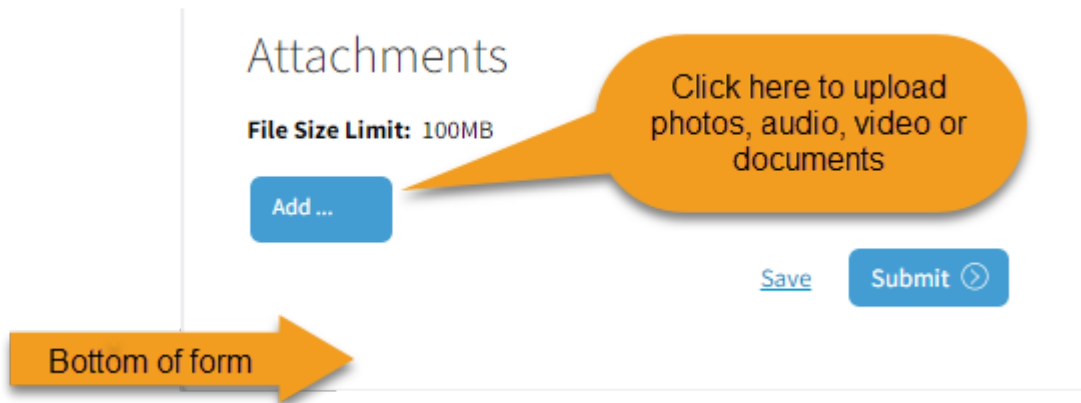 Attachments
Click here to upload
photos, audio, video or
documents
File Size Limit: 100MB
Add ...
Save
Submit
Bottom of form